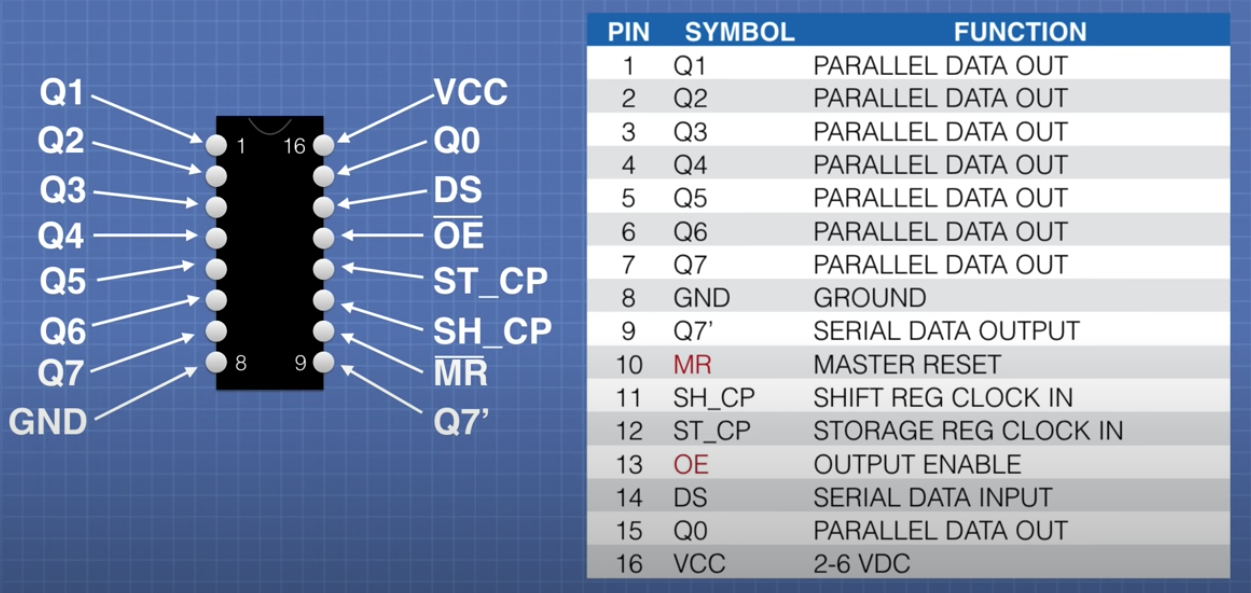 Q1
Q2
Q3
Q4
Q5
Q6
Q7
GND
1 16
8 9
VCC
Q0
DS
OE
ST_CP
SH_CP
MR
Q7’
PIN SYMBOL FUNCTION
1 Q1 PARALLEL DATA OUT
2 Q2 PARALLEL DATA OUT
3 Q3 PARALLEL DATA OUT
4 Q4 PARALLEL DATA OUT
5 Q5 PARALLEL DATA OUT
6 Q6 PARALLEL DATA OUT
7 Q7 PARALLEL DATA OUT
8 GND GROUND
9 Q7’ SERIAL DATA OUTPUT
10 MR MASTER RESET
11 SH_CP SHIFT REG CLOCK IN
12 ST_CP STORAGE REG CLOCK IN
13 OE OUTPUT ENABLE
14 DS SERIAL DATA INPUT
15 Q0 PARALLEL DATA OUT
16 VCC 2-6 VDC